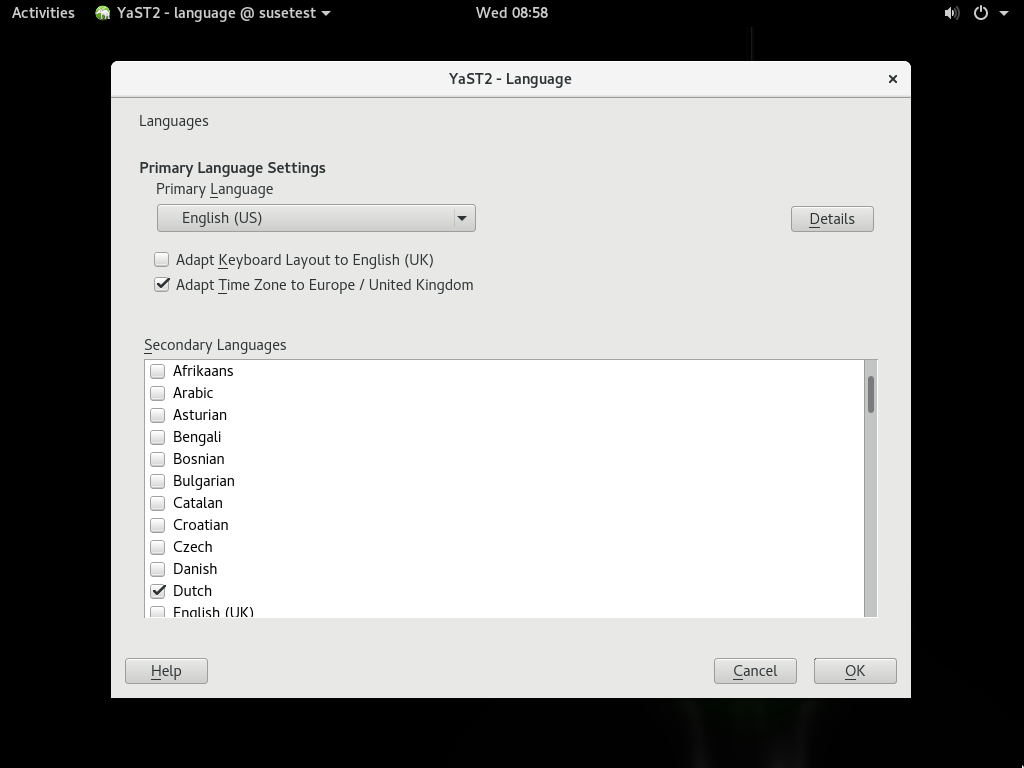 Activities YaST2 - language @ susetest Wed 08:58
YaST2 - Language
Languages
Primary Language Settings
Primary Language
English (US)
Details
Adapt Keyboard Layout to English (UK)
Adapt Time Zone to Europe / United Kingdom
Secondary Languages
Afrikaans
Arabic
Asturian
Bengali
Bosnian
Bulgarian
Catalan
Croatian
Czech
Danish
Dutch
English (UK)
Help Cancel OK